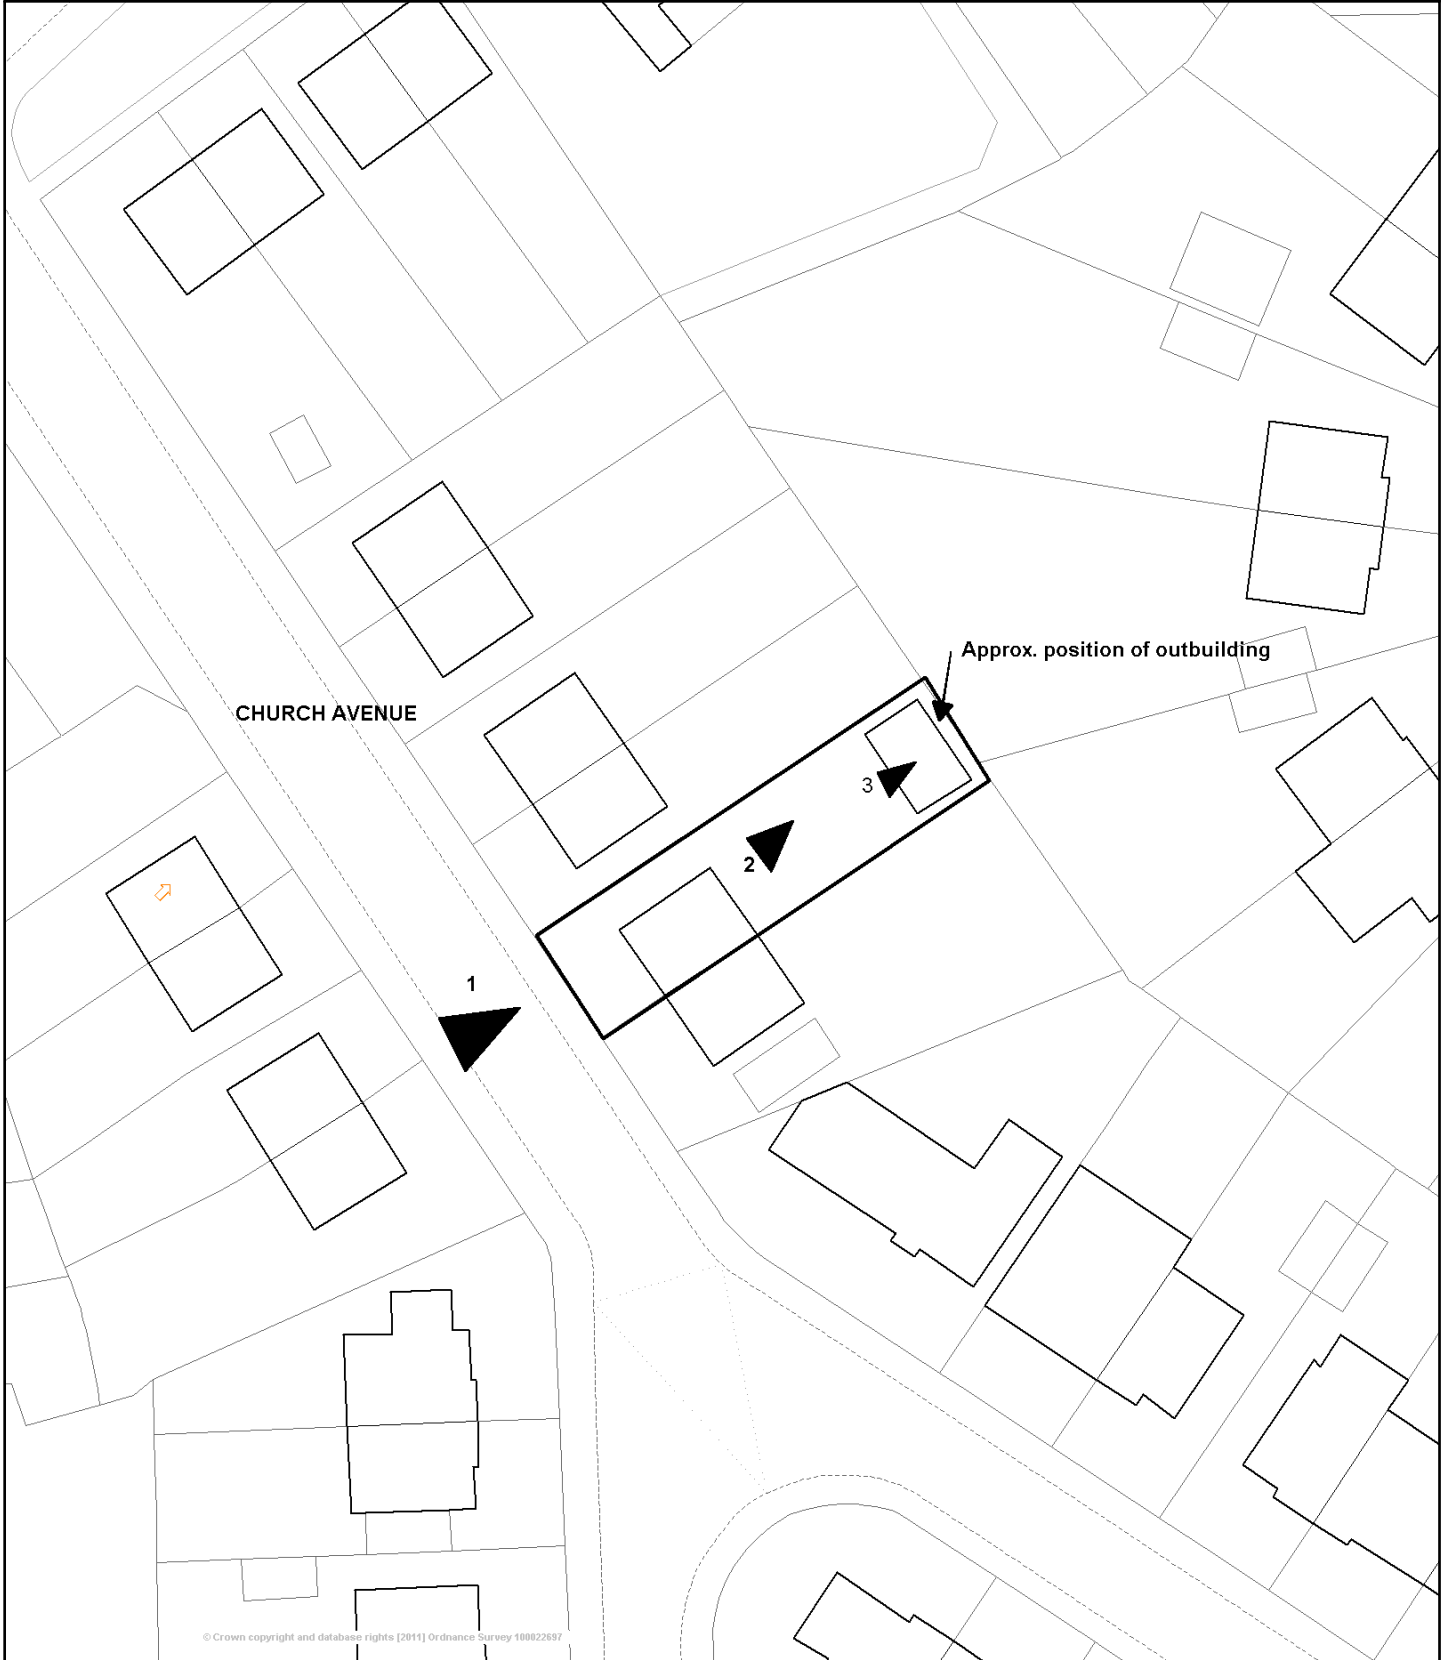 Approx. position of outbuilding
CHURCH AVENUE
3
2
1
© Crown copyright and database rights [2011] Ordnance Survey 100022697